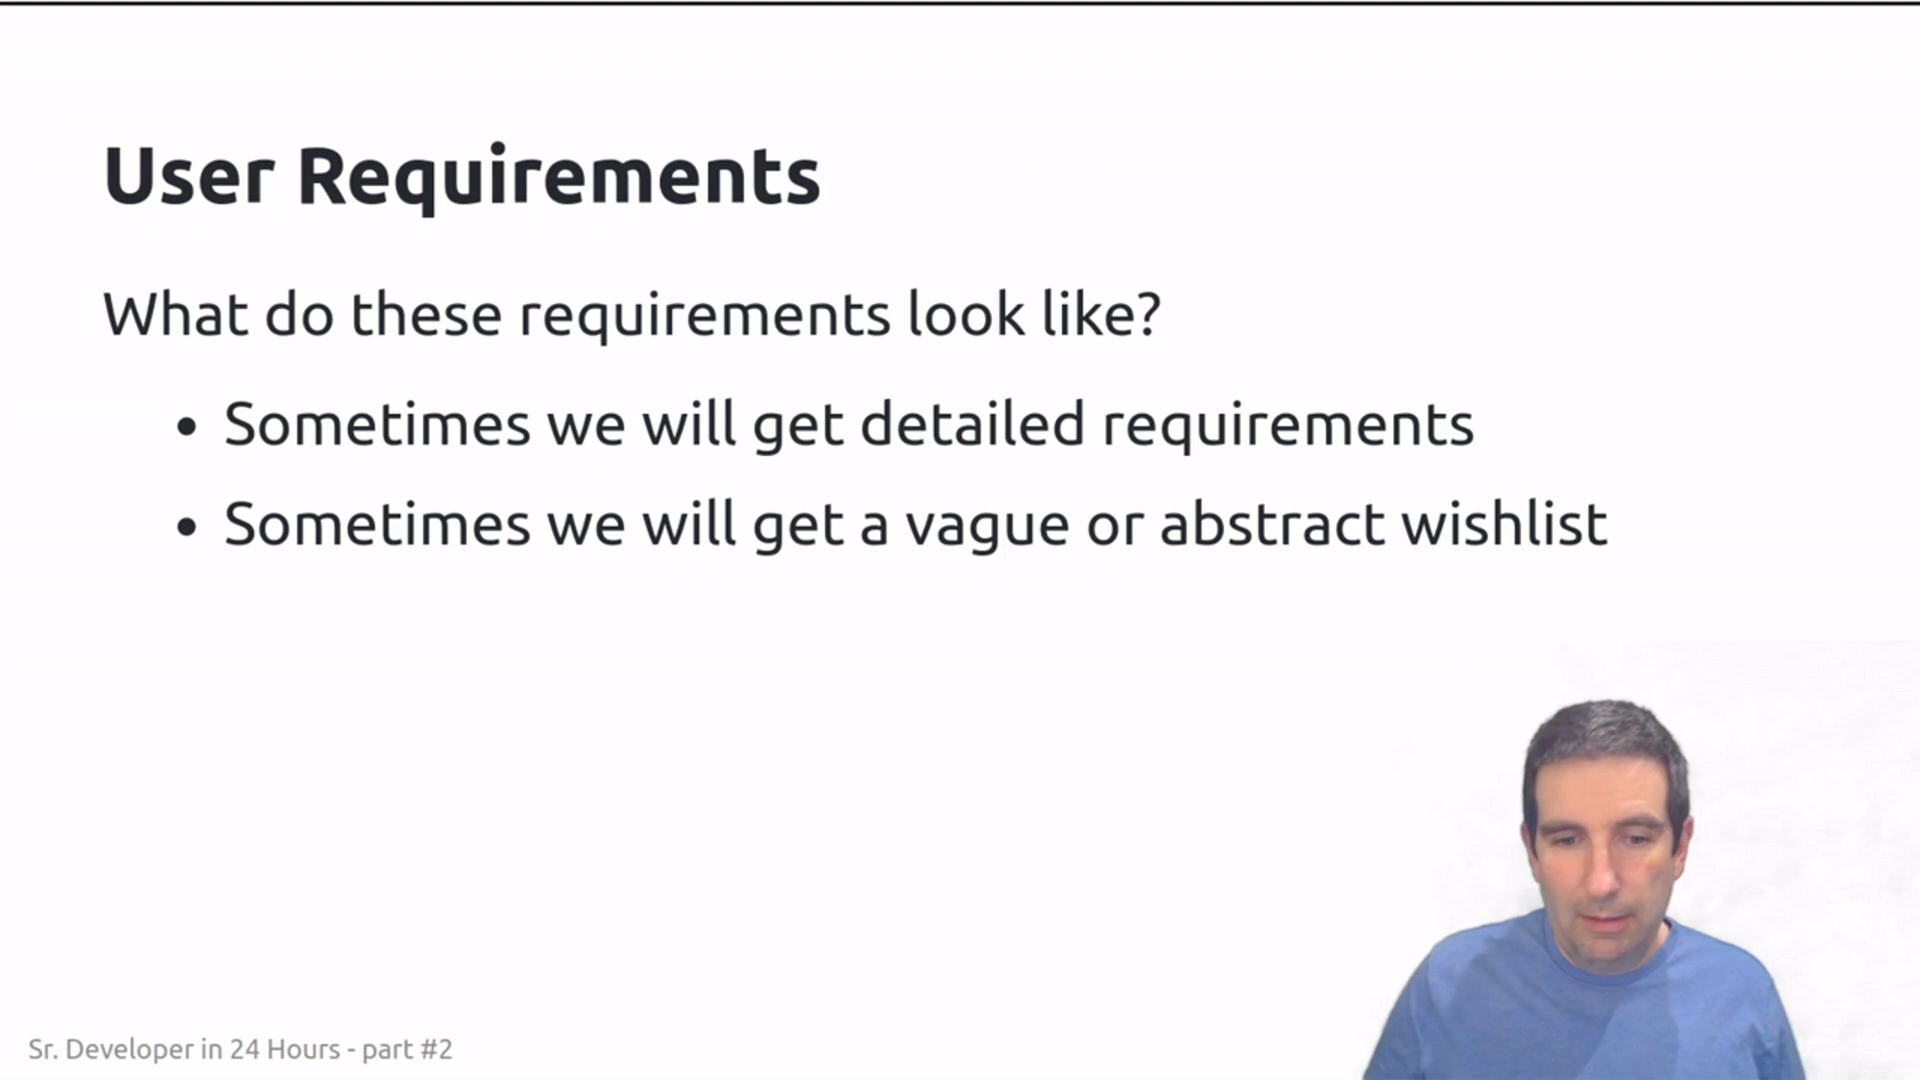 User Requirements
What do these requirements look like?
• Sometimes we will get detailed requirements
• Sometimes we will get a vague or abstract wishlist
Sr. Developer in 24 Hours - part #2